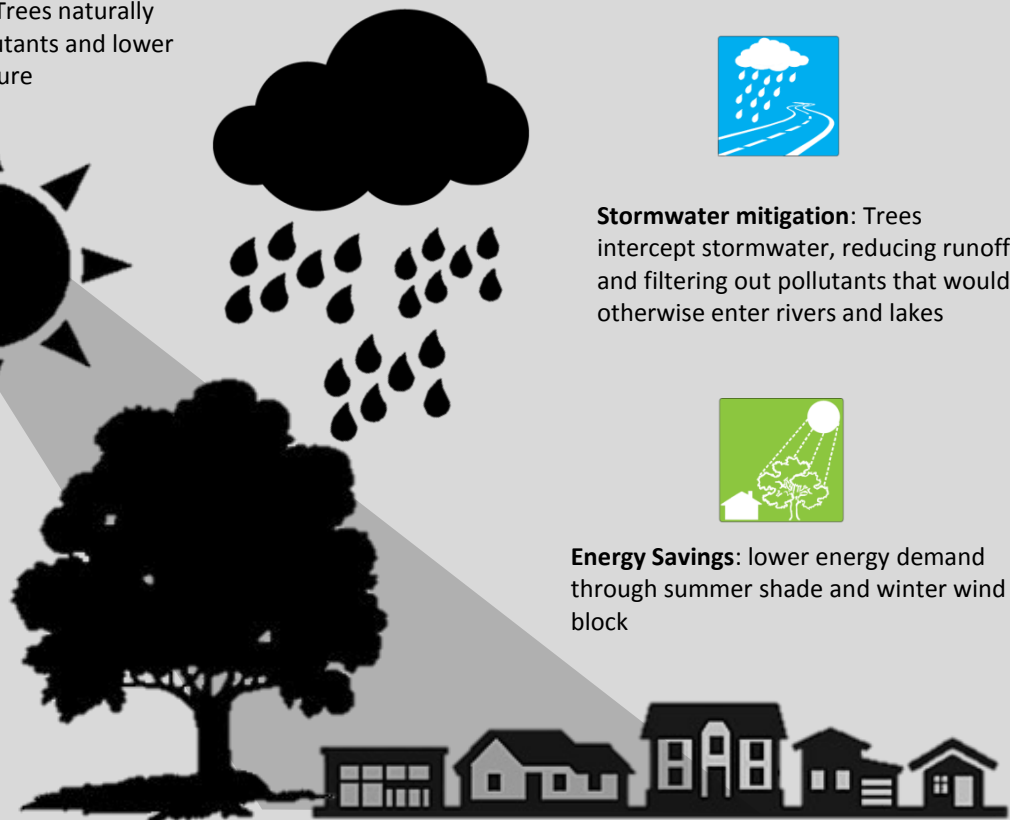 Trees naturally
utants and lower
ure
Stormwater mitigation: Trees
intercept stormwater, reducing runoff
and filtering out pollutants that would
otherwise enter rivers and lakes
Energy Savings: lower energy demand
through summer shade and winter wind
block